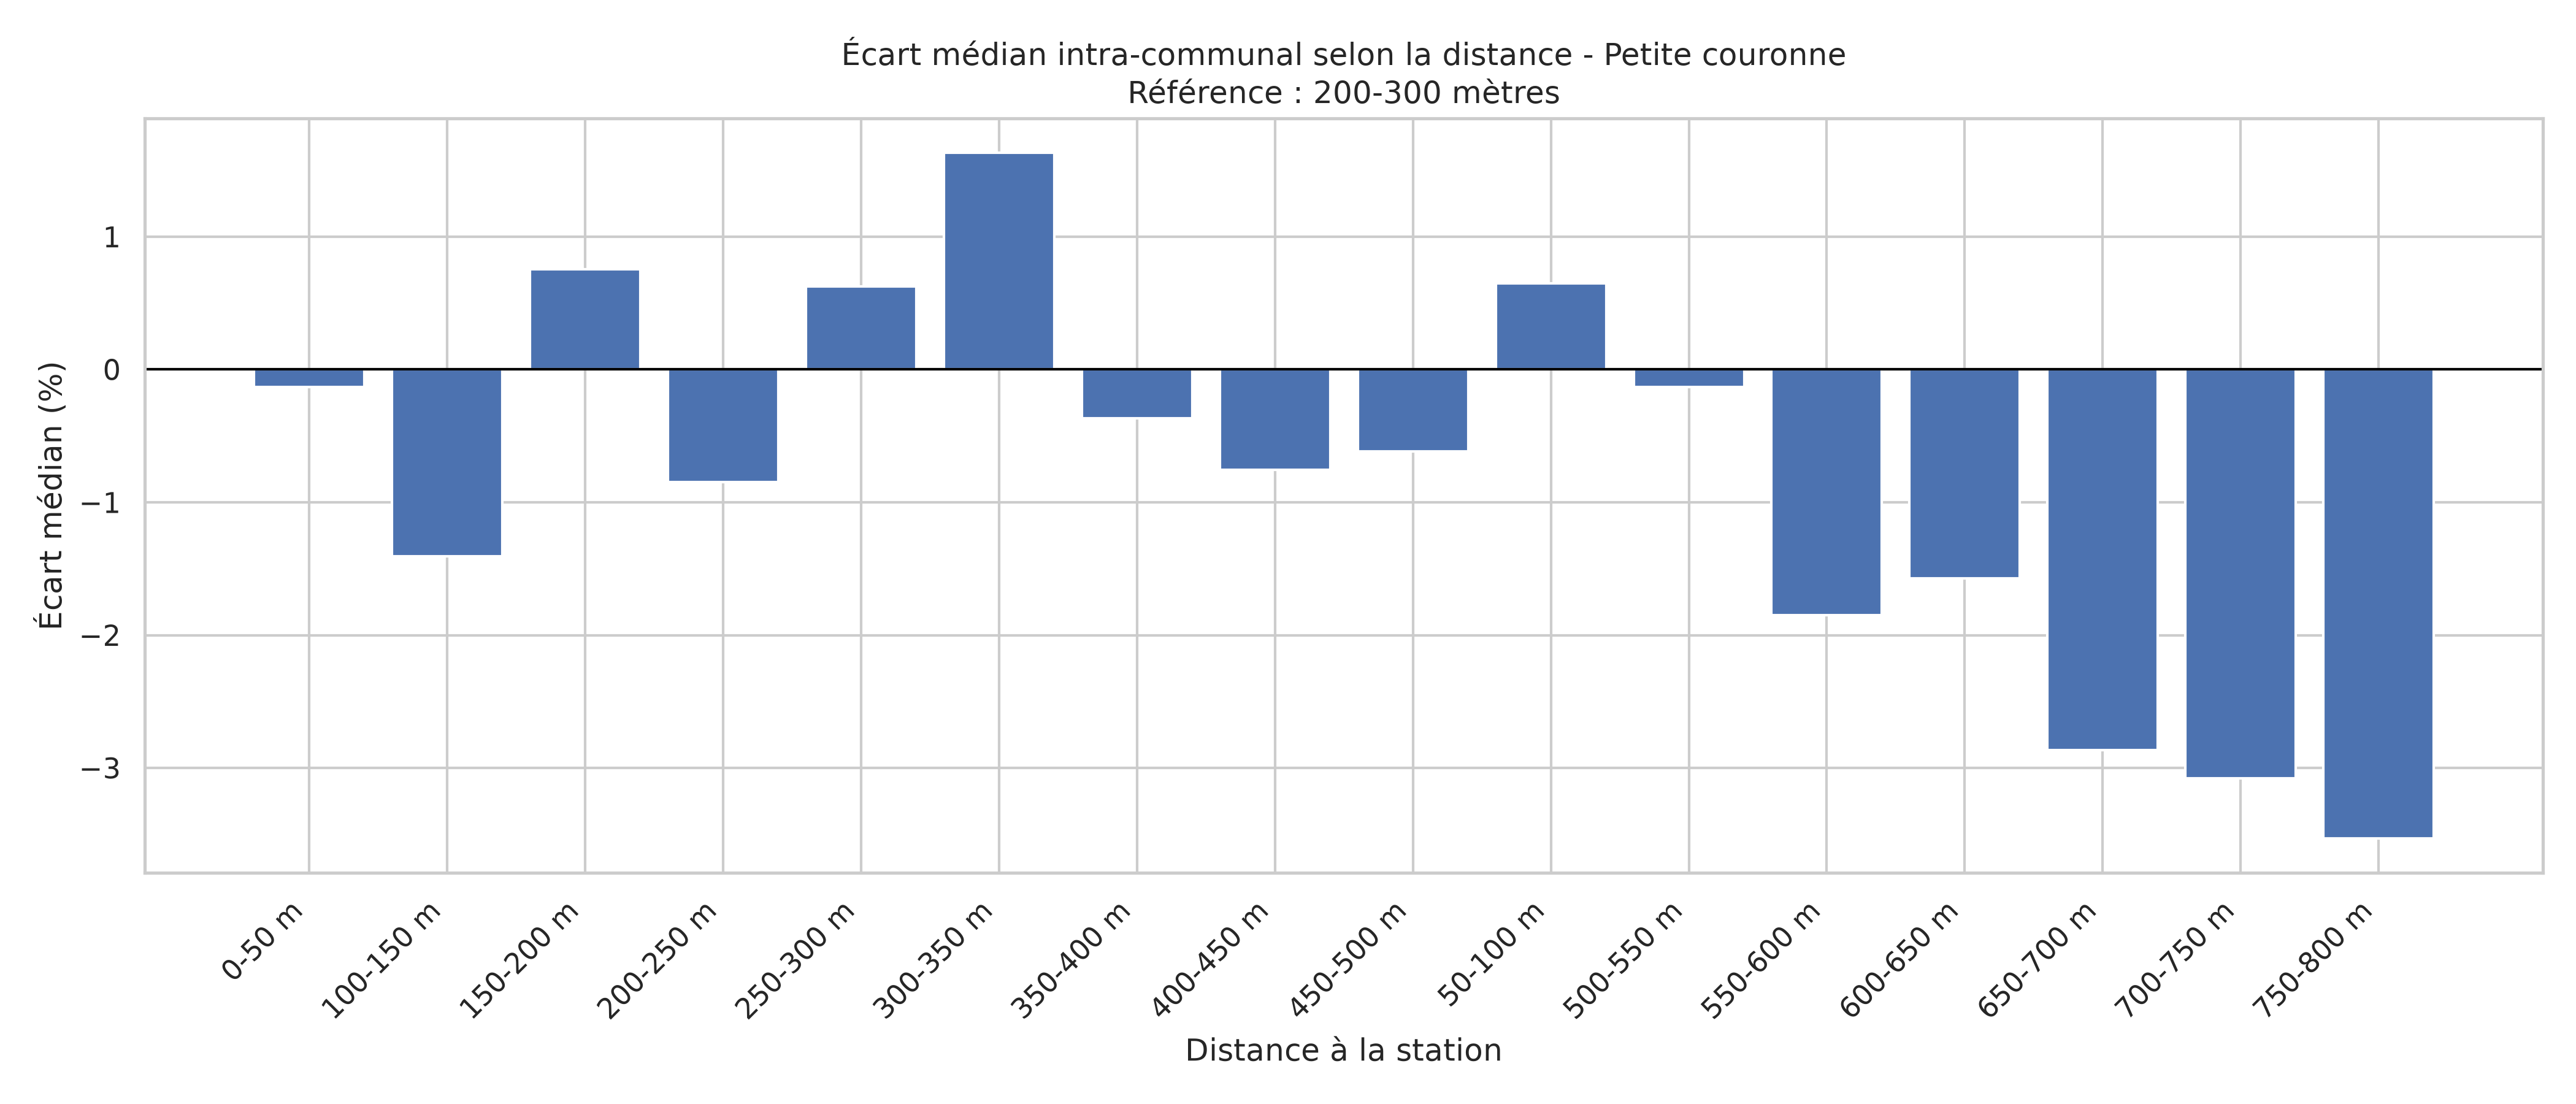 Écart médian intra-communal selon la distance - Petite couronne
Référence : 200-300 mètres
Écart médian (%)
1
0
−1
−2
−3
0-50 m
100-150 m
150-200 m
200-250 m
250-300 m
300-350 m
350-400 m
400-450 m
450-500 m
50-100 m
500-550 m
550-600 m
600-650 m
650-700 m
700-750 m
750-800 m
Distance à la station